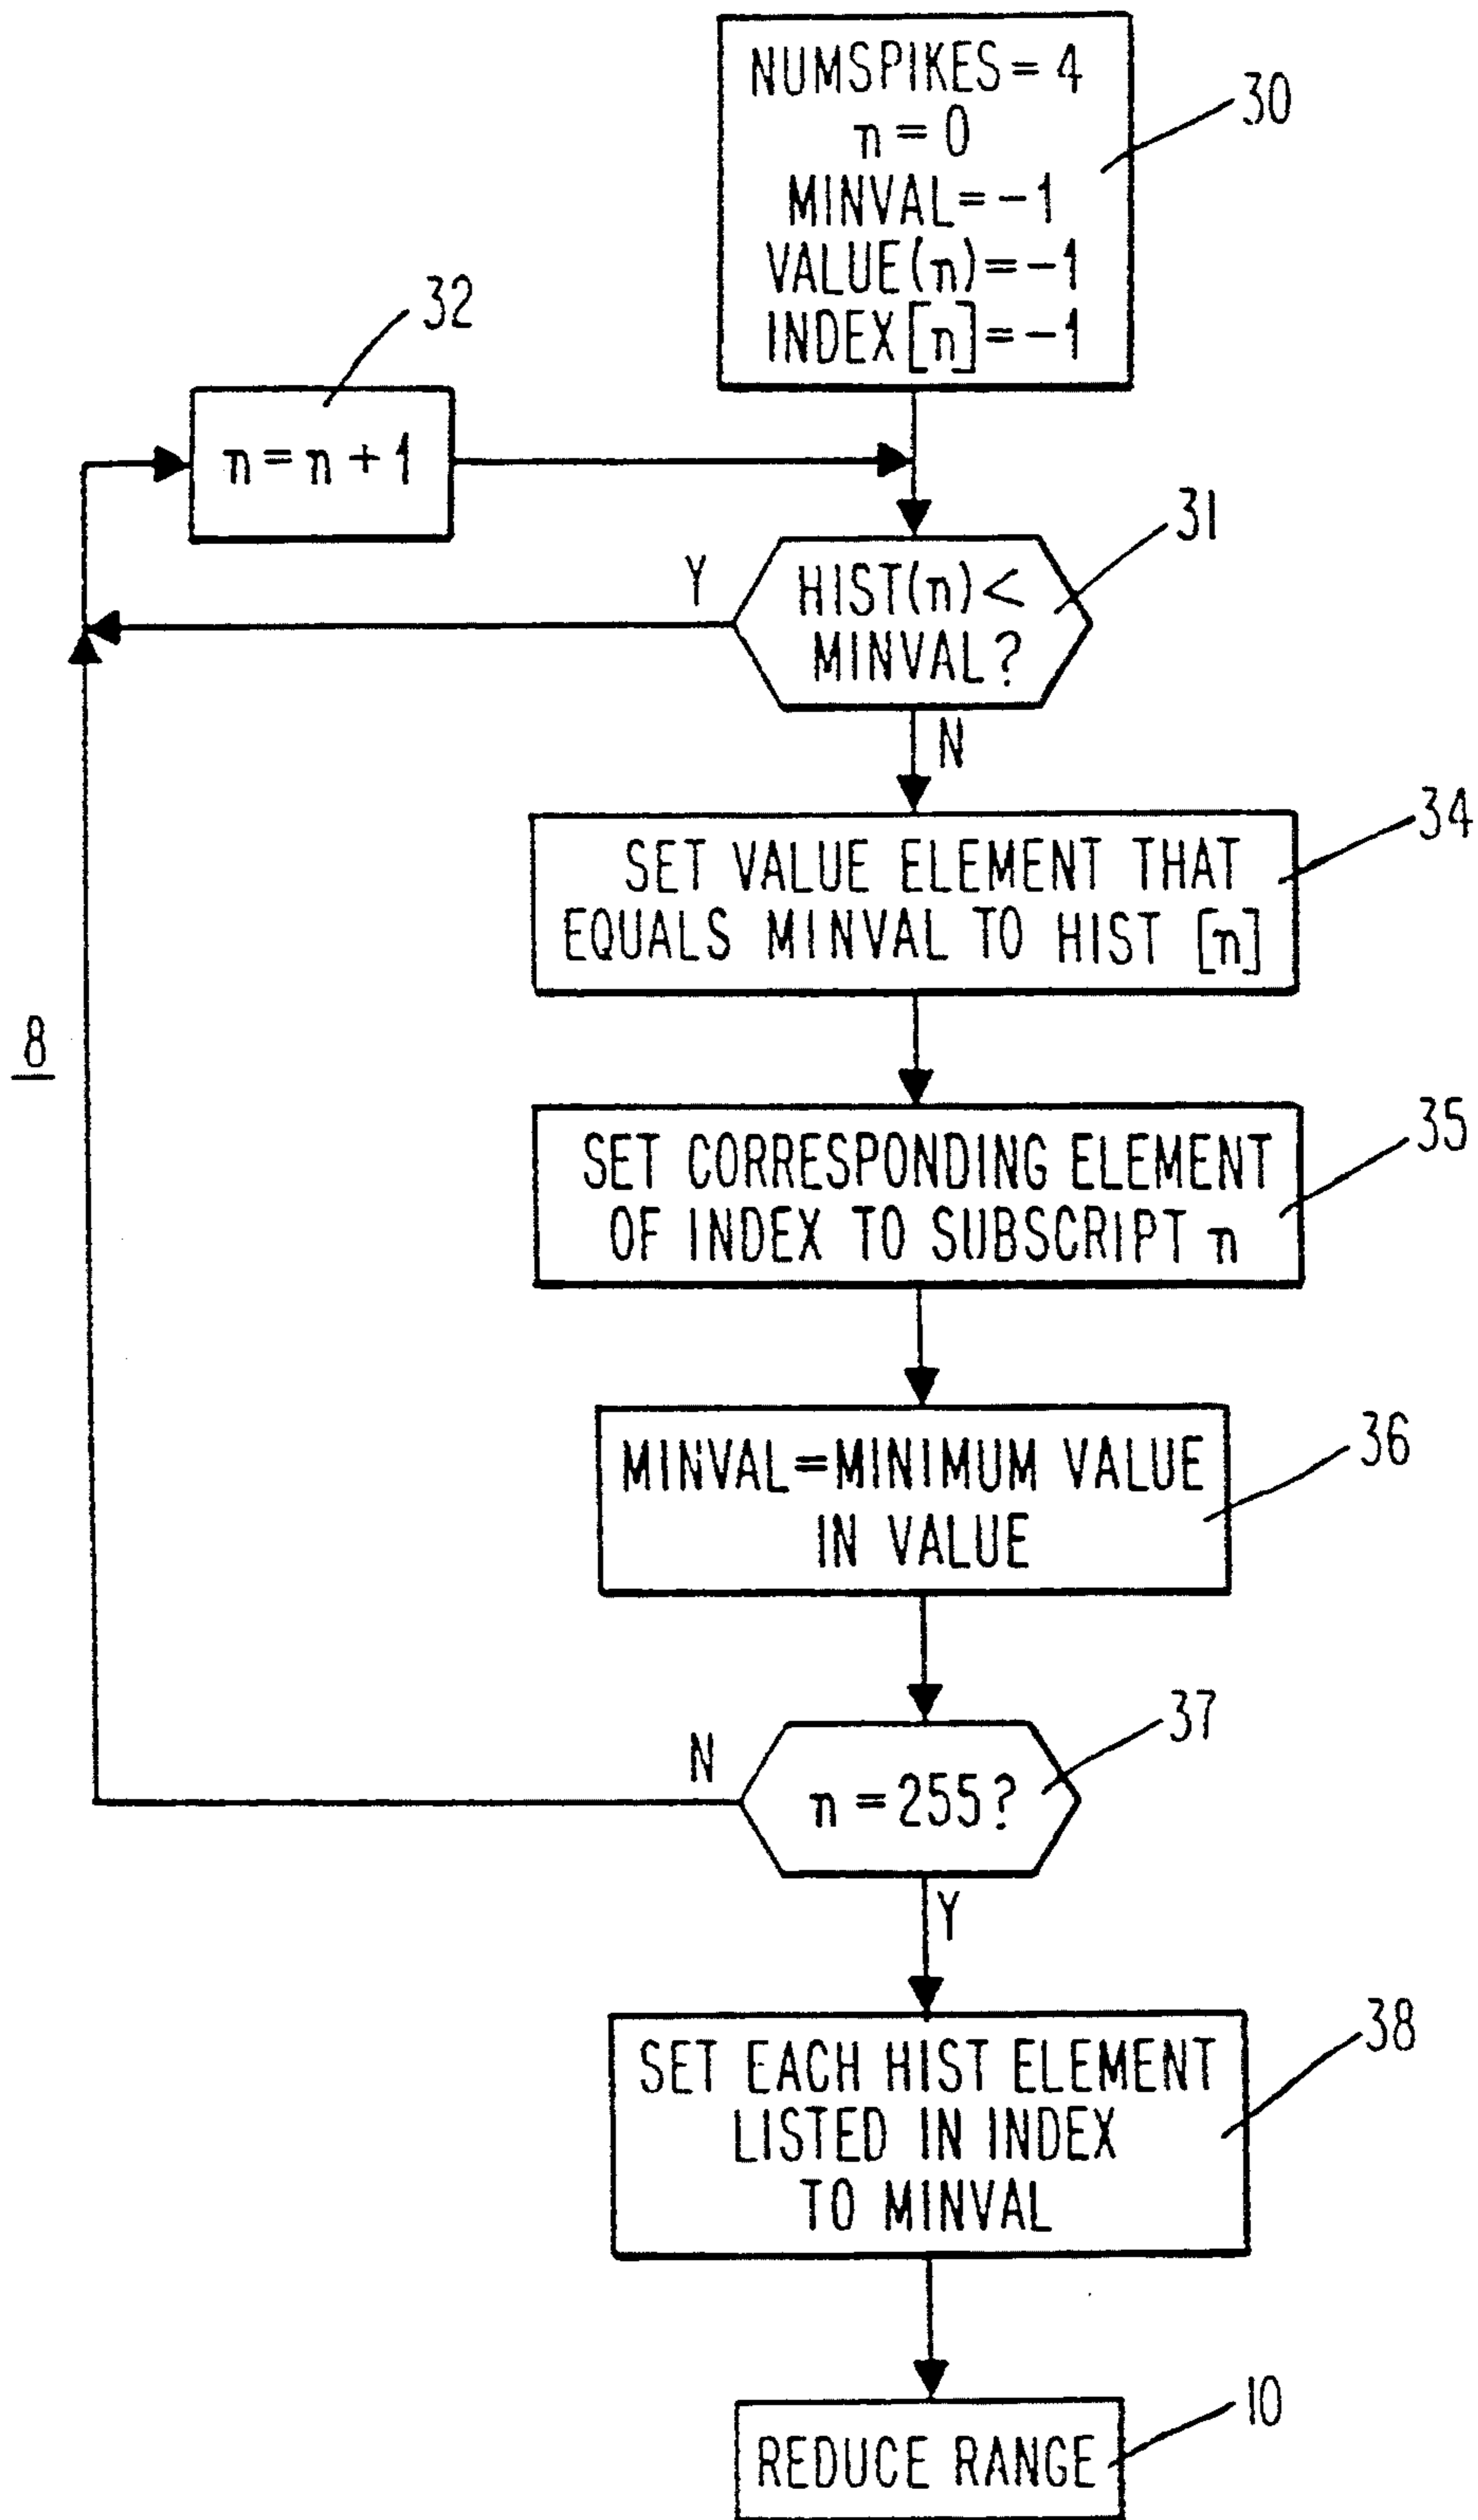 NUMSPIKES = 4
n = 0
MINVAL = -1
VALUE(n) = -1
INDEX[n] = -1
30
32
n = n + 1
31
HIST(n) <
MINVAL?
Y
N
34
SET VALUE ELEMENT THAT
EQUALS MINVAL TO HIST [n]
8
35
SET CORRESPONDING ELEMENT
OF INDEX TO SUBSCRIPT n
36
MINVAL = MINIMUM VALUE
IN VALUE
37
N
n = 255?
Y
38
SET EACH HIST ELEMENT
LISTED IN INDEX
TO MINVAL
10
REDUCE RANGE